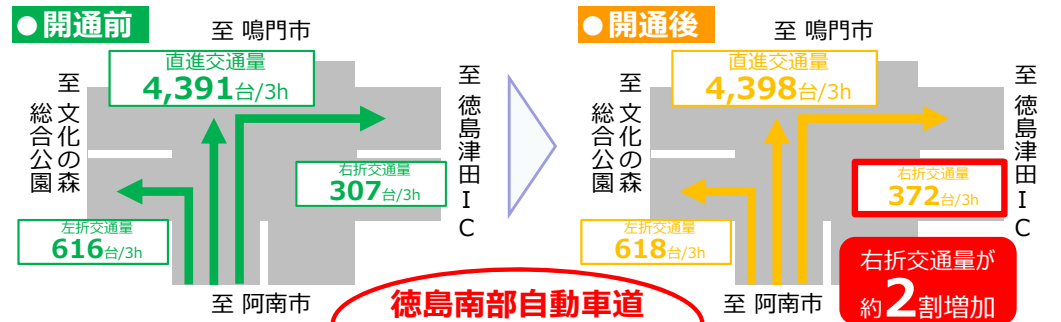 ●開通前
至 鳴門市
直進交通量
4,391台/3h
至 文化の森
総合公園
至 徳島津田IC
右折交通量
307台/3h
左折交通量
616台/3h
至 阿南市
●開通後
至 鳴門市
直進交通量
4,398台/3h
至 文化の森
総合公園
至 徳島津田IC
右折交通量
372台/3h
左折交通量
618台/3h
至 阿南市
右折交通量が
約2割増加
徳島南部自動車道